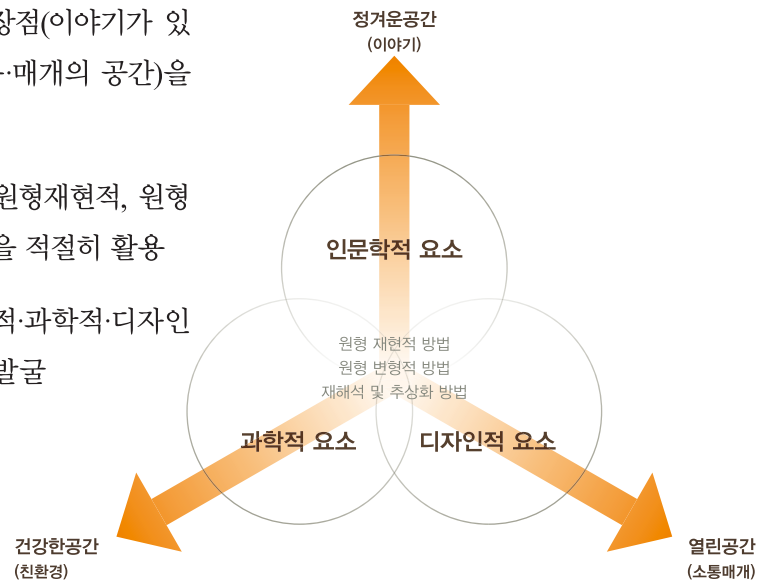 장점(이야기가 있
·매개의 공간)을
원형재현적, 원형
을 적절히 활용
적·과학적·디자인
발굴
정겨운공간
(이야기)
인문학적 요소
원형 재현적 방법
원형 변형적 방법
재해석 및 추상화 방법
과학적 요소
디자인적 요소
건강한공간
(친환경)
열린공간
(소통매개)